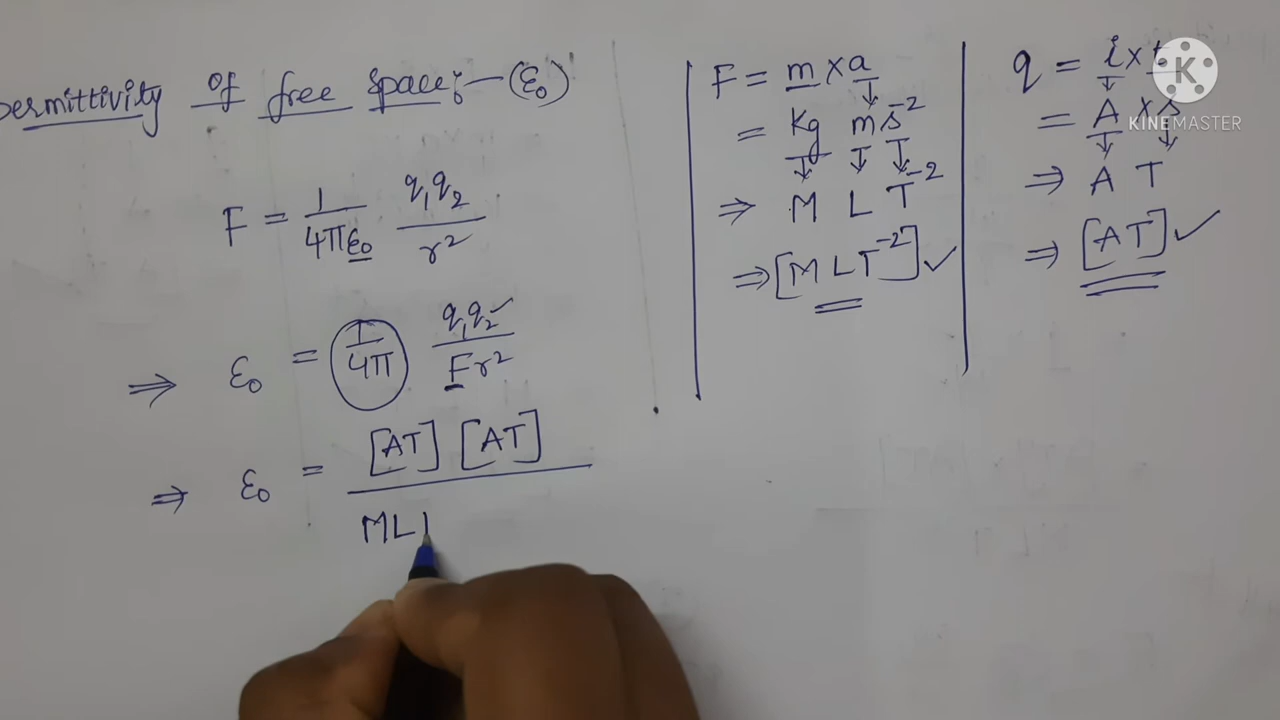 permittivity of free space:-(ε₀)
F = 1/4πε₀ q₁q₂/r²
⇒ ε₀ = 1/4π q₁q₂/Fr²
⇒ ε₀ = [AT] [AT]
ML
F = m × a
= Kg m s⁻²
⇒ M L T⁻²
⇒ [M L T⁻²] ✓
q = i × t
= A × s
⇒ A T
⇒ [AT] ✓
K
KINEMASTER